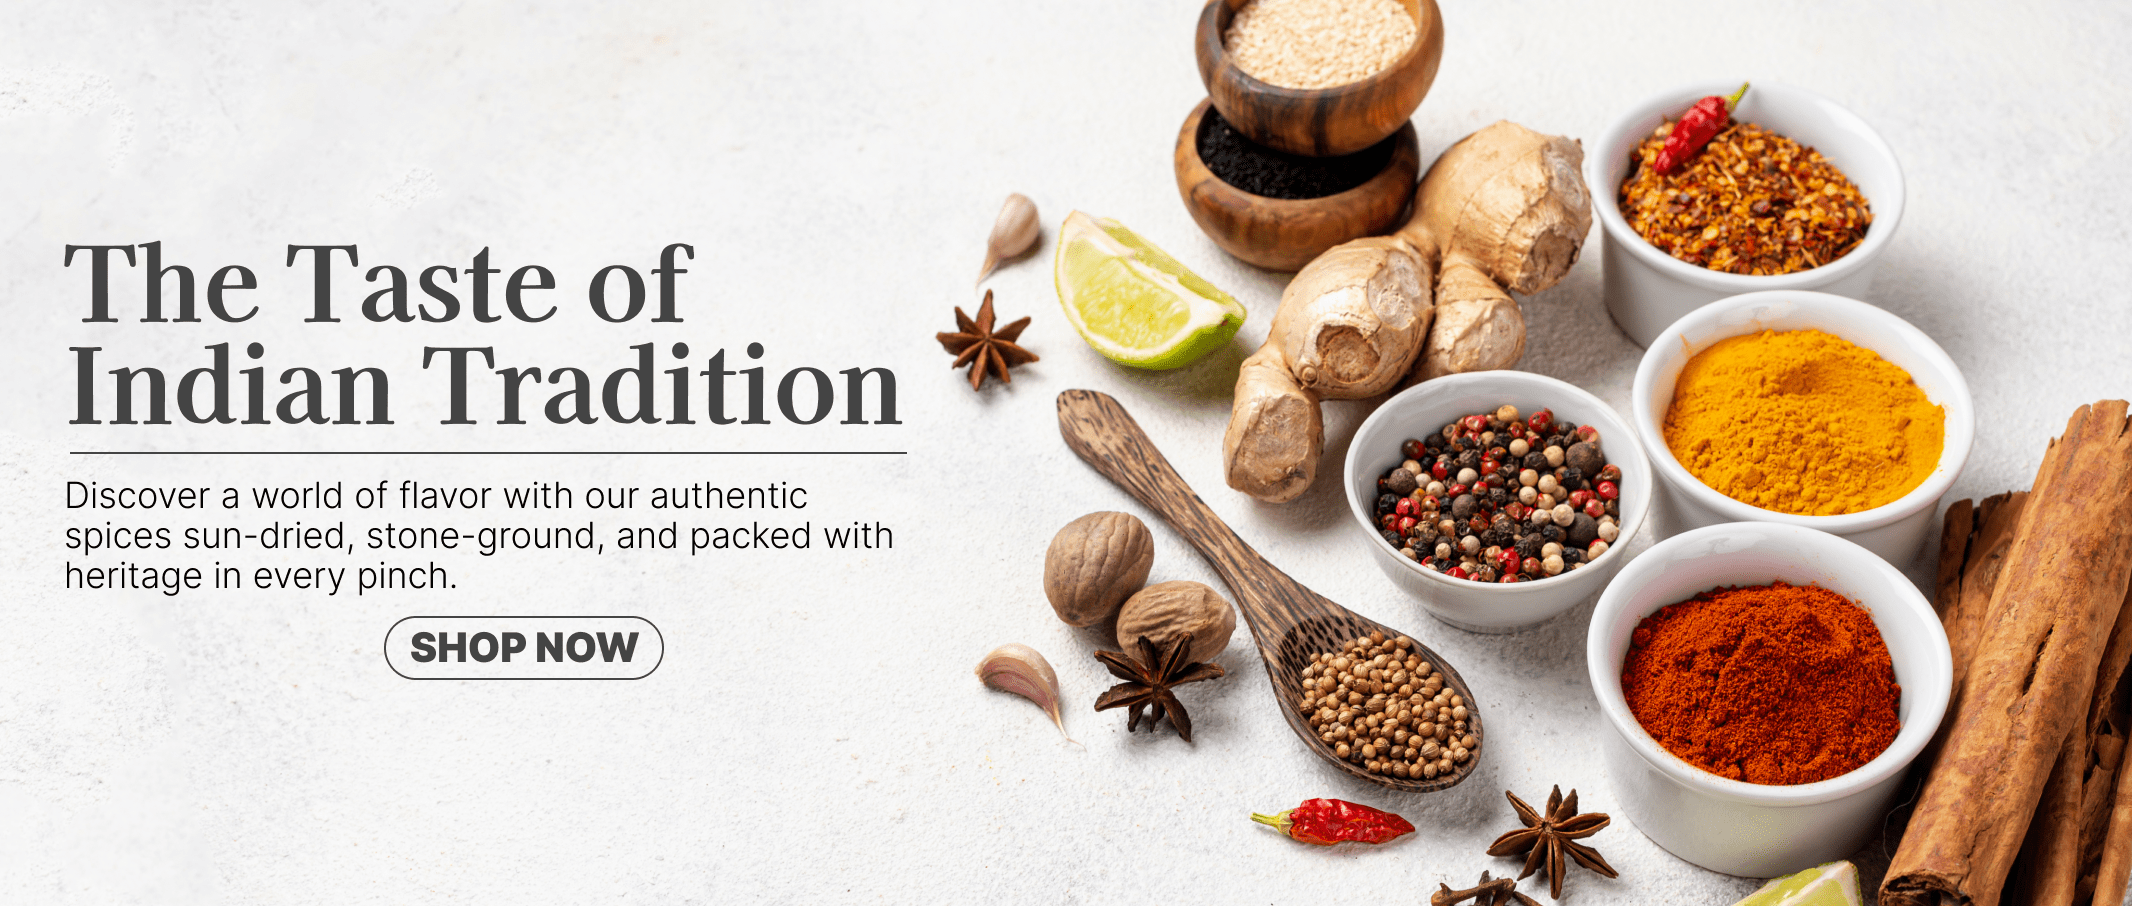 The Taste of
Indian Tradition
Discover a world of flavor with our authentic
spices sun-dried, stone-ground, and packed with
heritage in every pinch.
SHOP NOW